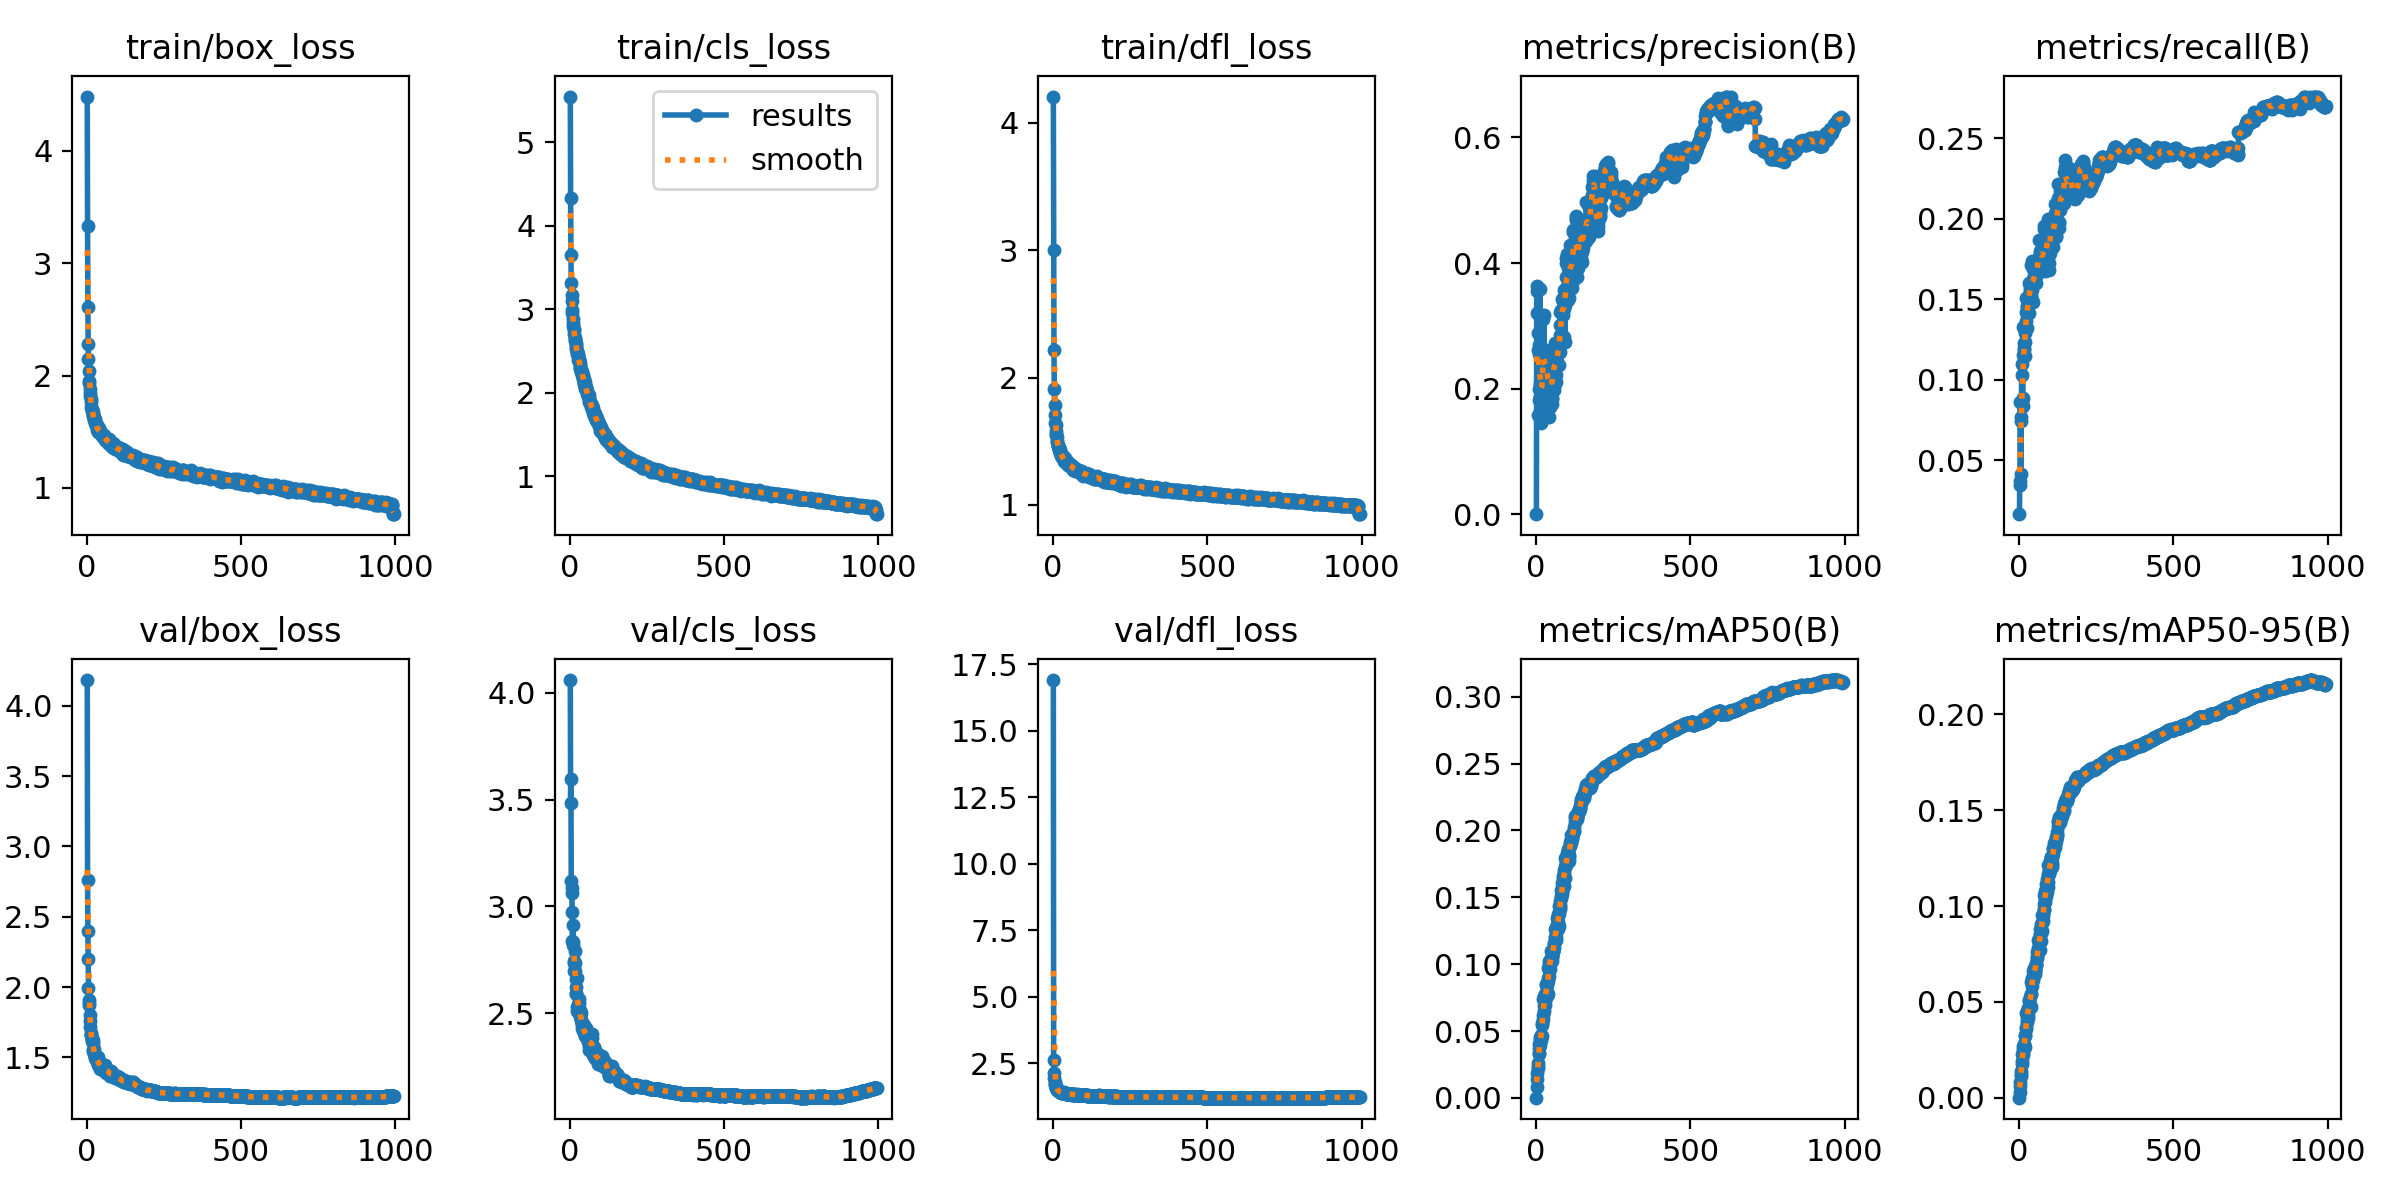 train/box_loss
4
3
2
1
0 500 1000
train/cls_loss
results
smooth
5
4
3
2
1
0 500 1000
train/dfl_loss
4
3
2
1
0 500 1000
metrics/precision(B)
0.6
0.4
0.2
0.0
0 500 1000
metrics/recall(B)
0.25
0.20
0.15
0.10
0.05
0 500 1000
val/box_loss
4.0
3.5
3.0
2.5
2.0
1.5
0 500 1000
val/cls_loss
4.0
3.5
3.0
2.5
0 500 1000
val/dfl_loss
17.5
15.0
12.5
10.0
7.5
5.0
2.5
0 500 1000
metrics/mAP50(B)
0.30
0.25
0.20
0.15
0.10
0.05
0.00
0 500 1000
metrics/mAP50-95(B)
0.20
0.15
0.10
0.05
0.00
0 500 1000